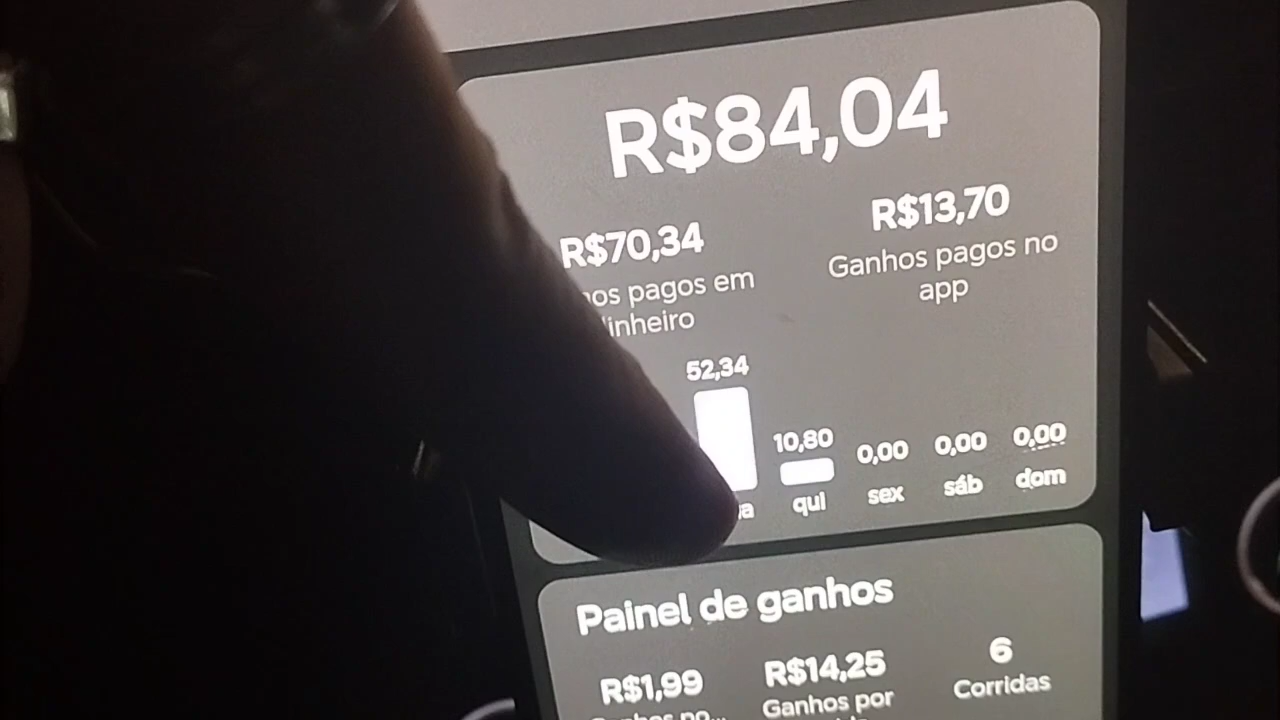 R$84,04
R$70,34
R$13,70
pagos em
Ganhos pagos no
app
52,34
10,80
0,00
0,00
0,00
qui
sex
sáb
dom
Painel de ganhos
R$1,99
R$14,25
6
Ganhos por
Corridas